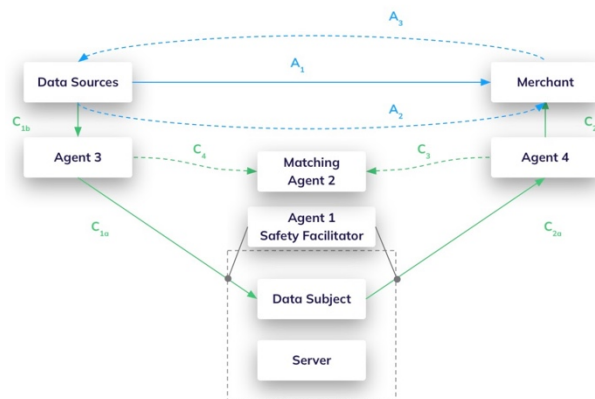 A3
Data Sources
A1
Merchant
A2
C1b
C2
Agent 3
C4
Matching
Agent 2
C3
Agent 4
Agent 1
Safety Facilitator
C1a
C2a
Data Subject
Server